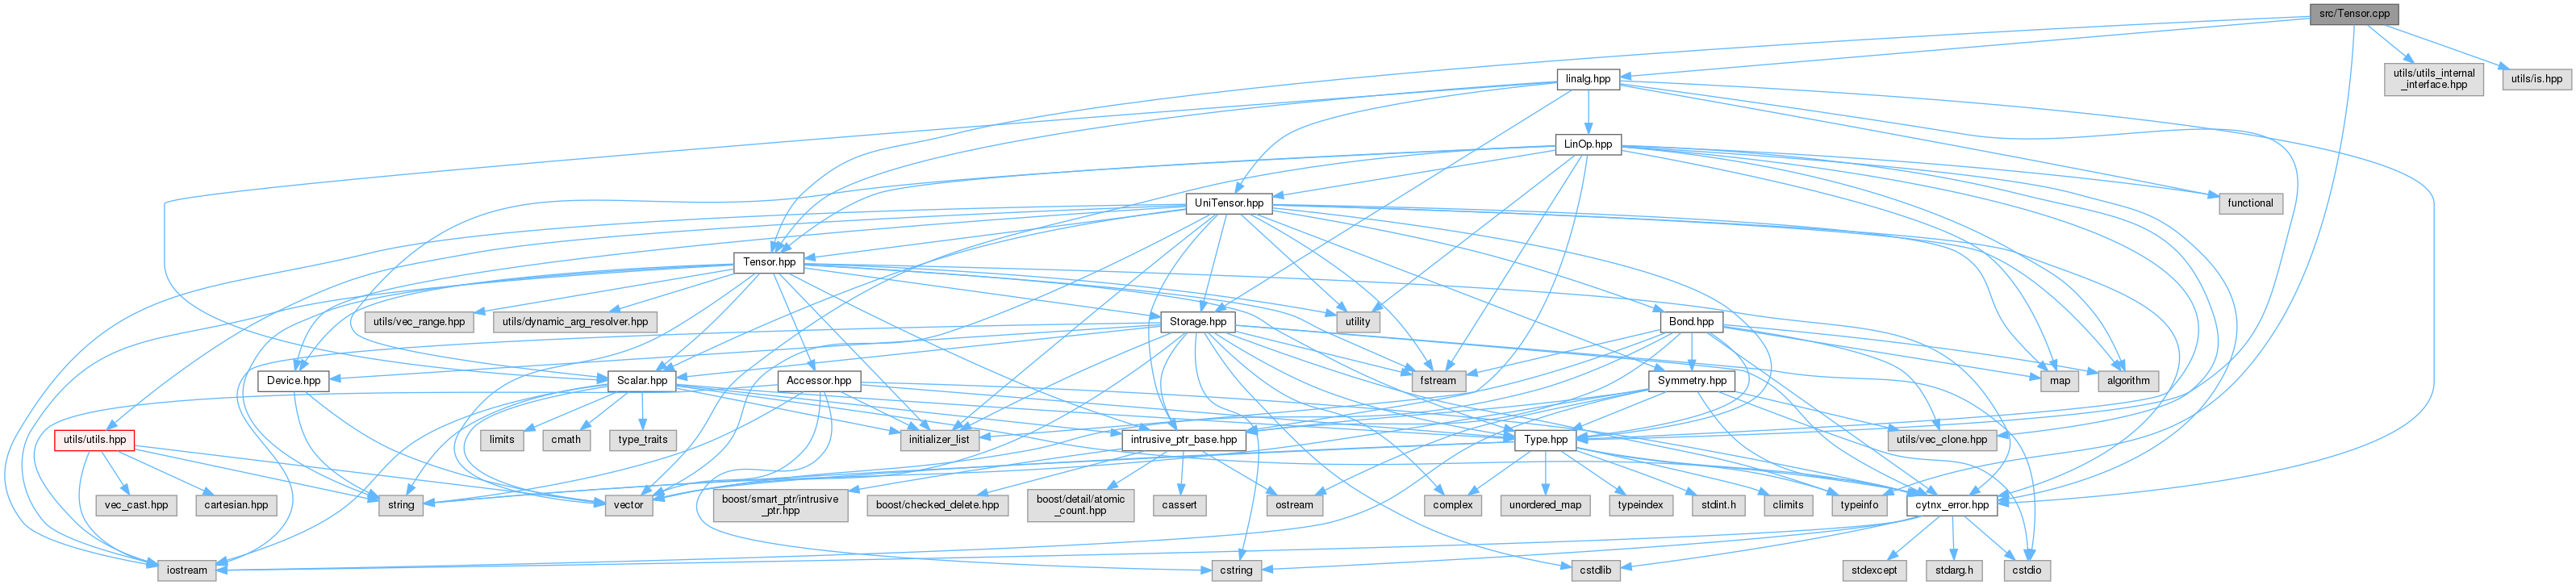 src/Tensor.cpp
linalg.hpp
utils/utils_internal
_interface.hpp
utils/is.hpp
LinOp.hpp
UniTensor.hpp
functional
Tensor.hpp
utils/vec_range.hpp
utils/dynamic_arg_resolver.hpp
utility
Storage.hpp
Bond.hpp
Device.hpp
Scalar.hpp
Accessor.hpp
fstream
Symmetry.hpp
map
algorithm
utils/utils.hpp
limits
cmath
type_traits
initializer_list
intrusive_ptr_base.hpp
Type.hpp
utils/vec_clone.hpp
vec_cast.hpp
cartesian.hpp
string
vector
boost/smart_ptr/intrusive
_ptr.hpp
boost/checked_delete.hpp
boost/detail/atomic
_count.hpp
cassert
ostream
complex
unordered_map
typeindex
stdint.h
climits
typeinfo
cytnx_error.hpp
iostream
cstring
cstdlib
stdexcept
stdarg.h
cstdio